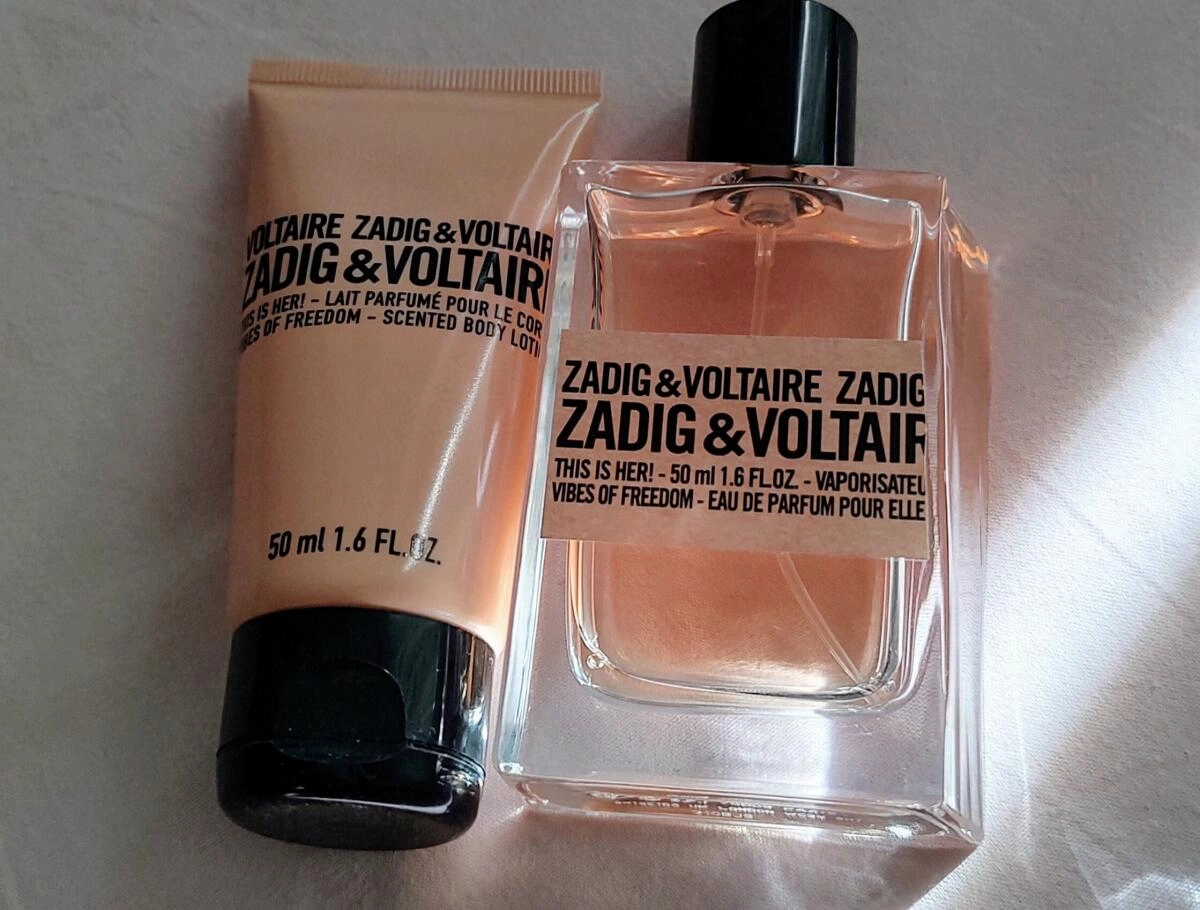 VOLTAIRE ZADIG&VOLTAIR
ZADIG&VOLTAIR
THIS IS HER! – LAIT PARFUMÉ POUR LE COR
BES OF FREEDOM – SCENTED BODY LOTI
50 ml 1.6 FL.OZ.
ZADIG&VOLTAIRE ZADIG
ZADIG&VOLTAIR
THIS IS HER! - 50 ml 1.6 FL.OZ. - VAPORISATEU
VIBES OF FREEDOM - EAU DE PARFUM POUR ELLE